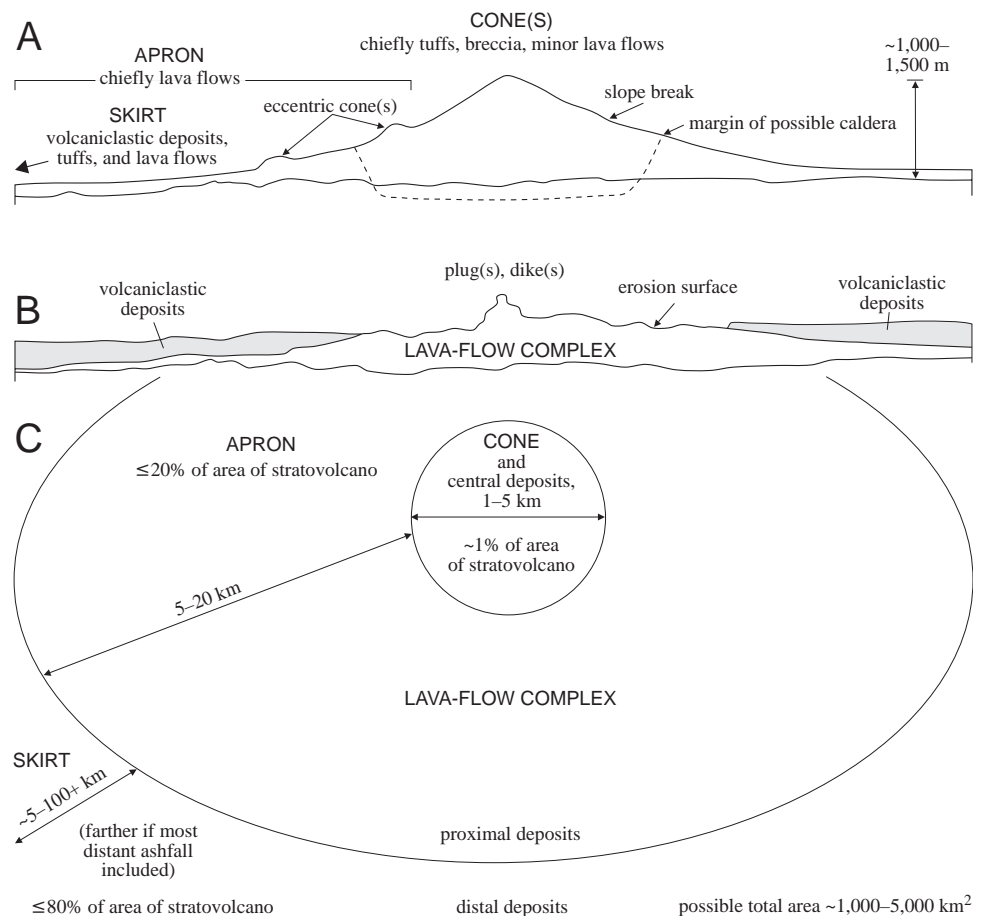 A
CONE(S)
chiefly tuffs, breccia, minor lava flows
APRON
chiefly lava flows
~1,000–
1,500 m
eccentric cone(s)
slope break
SKIRT
volcaniclastic deposits,
tuffs, and lava flows
margin of possible caldera
B
plug(s), dike(s)
volcaniclastic
deposits
erosion surface
volcaniclastic
deposits
LAVA-FLOW COMPLEX
C
APRON
≤20% of area of stratovolcano
CONE
and
central deposits,
1–5 km
~1% of area
of stratovolcano
5–20 km
LAVA-FLOW COMPLEX
SKIRT
~5–100+ km
(farther if most
distant ashfall
included)
proximal deposits
≤80% of area of stratovolcano
distal deposits
possible total area ~1,000–5,000 km²